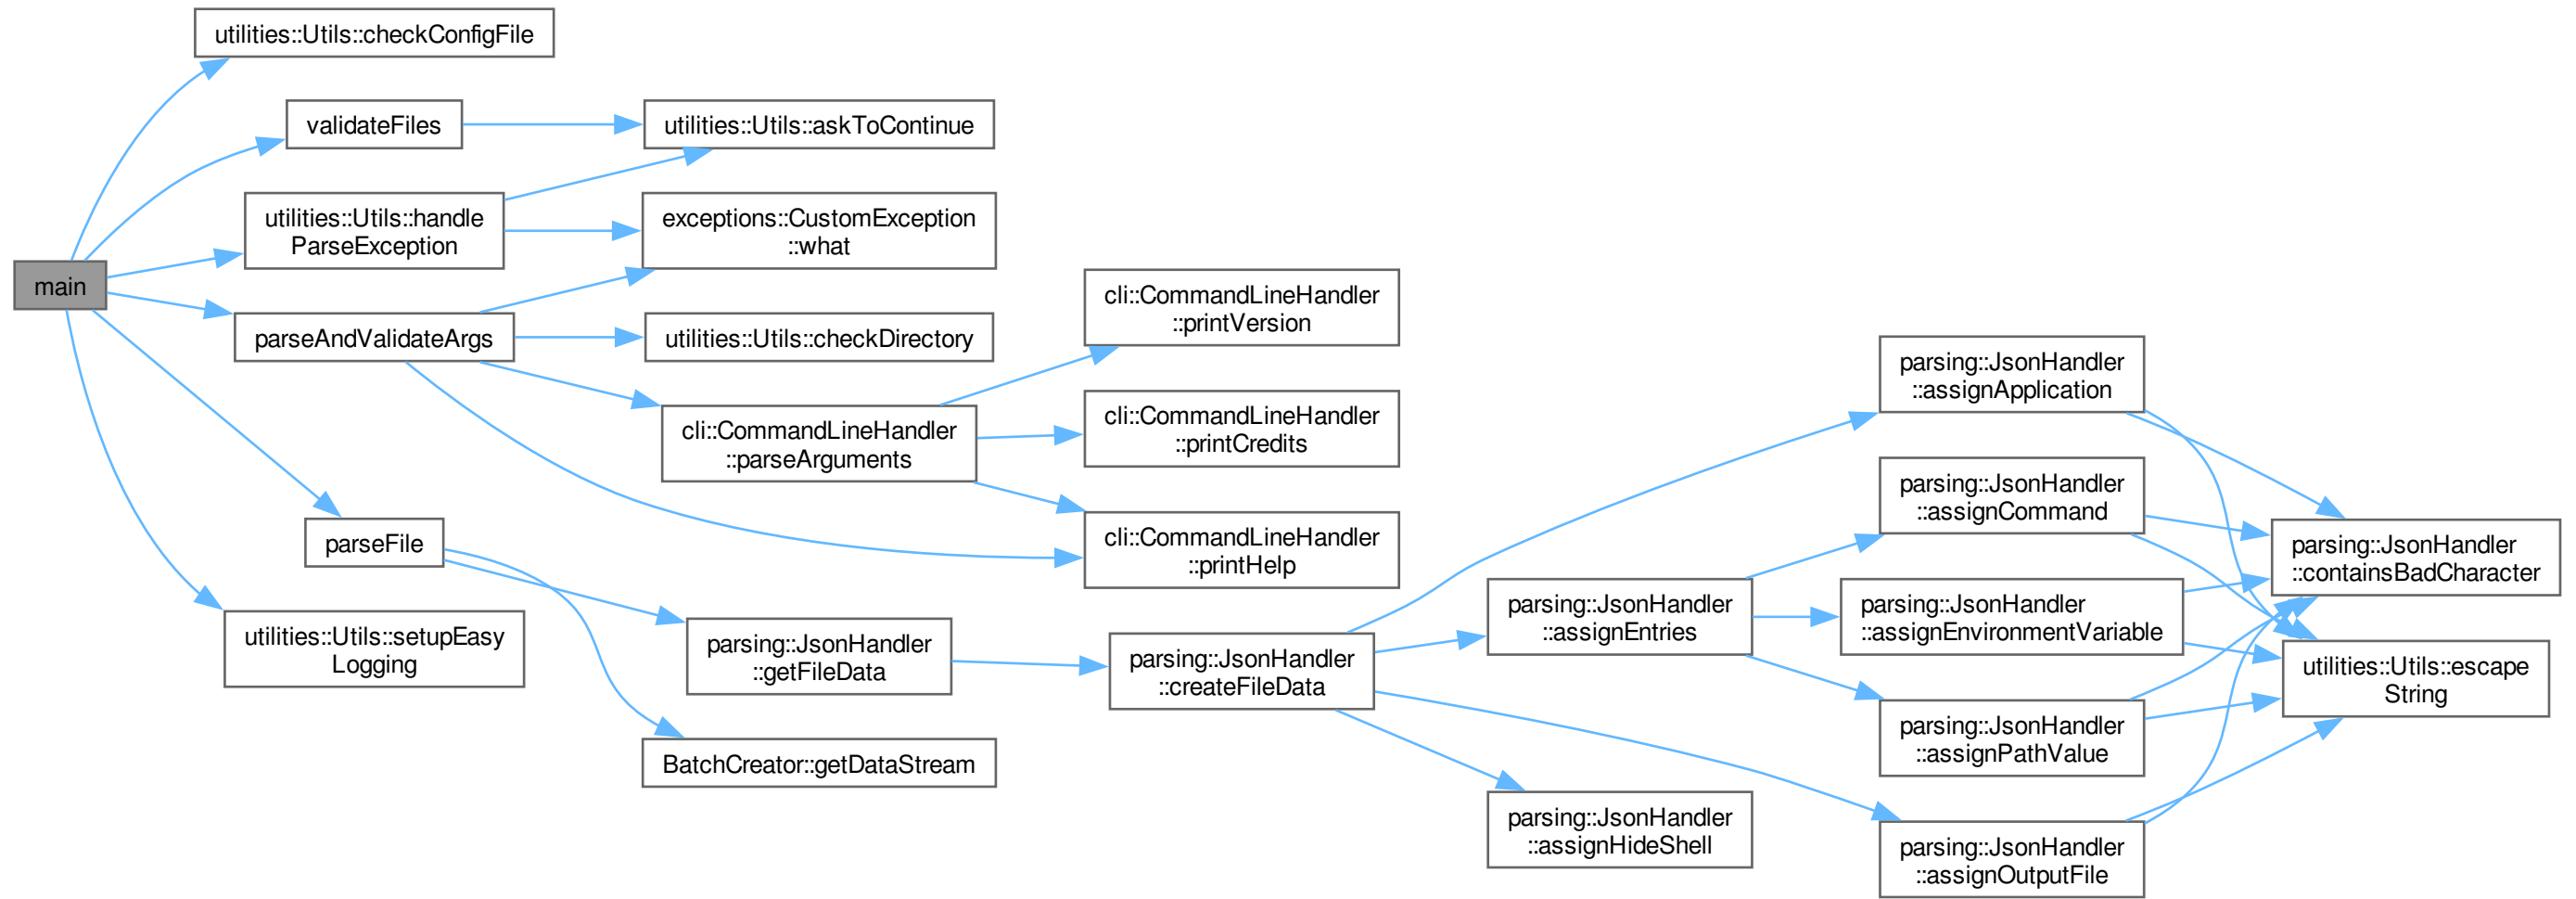 main
utilities::Utils::checkConfigFile
validateFiles
utilities::Utils::handle
ParseException
parseAndValidateArgs
parseFile
utilities::Utils::setupEasy
Logging
utilities::Utils::askToContinue
exceptions::CustomException
::what
utilities::Utils::checkDirectory
cli::CommandLineHandler
::parseArguments
parsing::JsonHandler
::getFileData
BatchCreator::getDataStream
cli::CommandLineHandler
::printVersion
cli::CommandLineHandler
::printCredits
cli::CommandLineHandler
::printHelp
parsing::JsonHandler
::createFileData
parsing::JsonHandler
::assignEntries
parsing::JsonHandler
::assignHideShell
parsing::JsonHandler
::assignApplication
parsing::JsonHandler
::assignCommand
parsing::JsonHandler
::assignEnvironmentVariable
parsing::JsonHandler
::assignPathValue
parsing::JsonHandler
::assignOutputFile
parsing::JsonHandler
::containsBadCharacter
utilities::Utils::escape
String